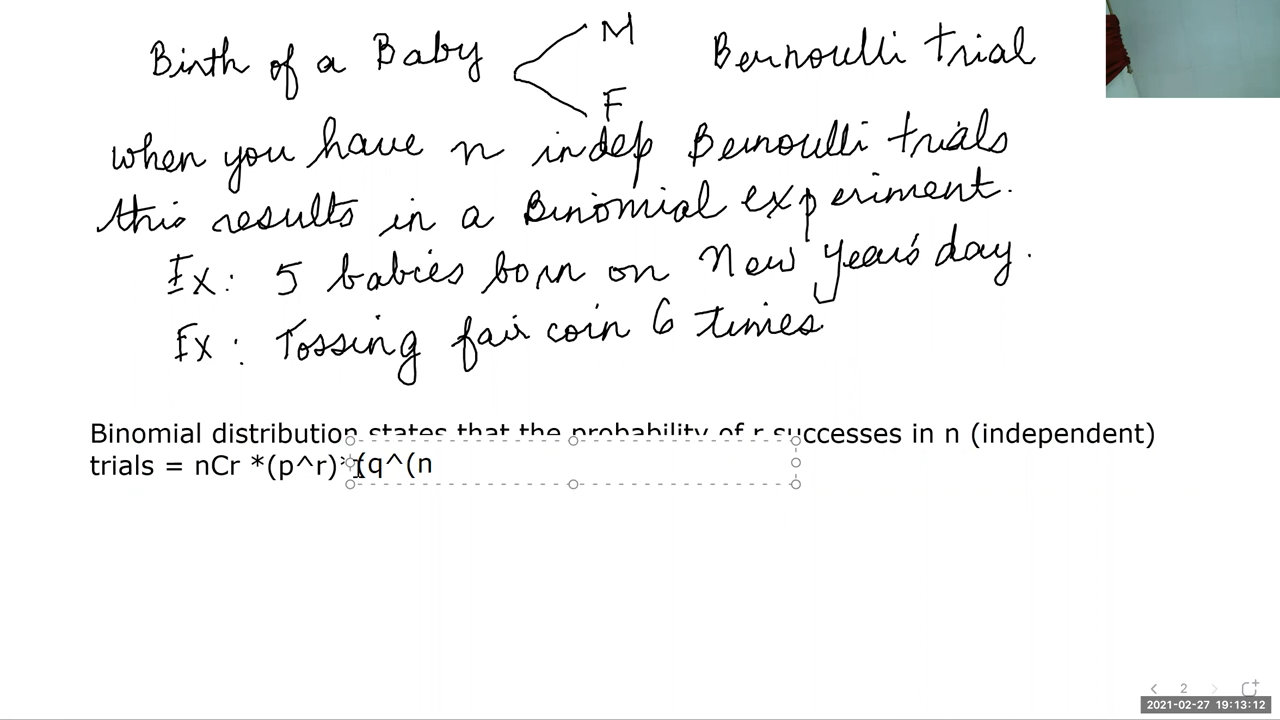 Birth of a Baby M Bernoulli trial
F
when you have n indep Bernoulli trials
this results in a Binomial experiment.
Ex: 5 babies born on New Year's day.
Ex: Tossing fair coin 6 times
Binomial distribution states that the probability of r successes in n (independent)
trials = nCr *(p^r)*(q^(n
2
2021-02-27 19:13:12